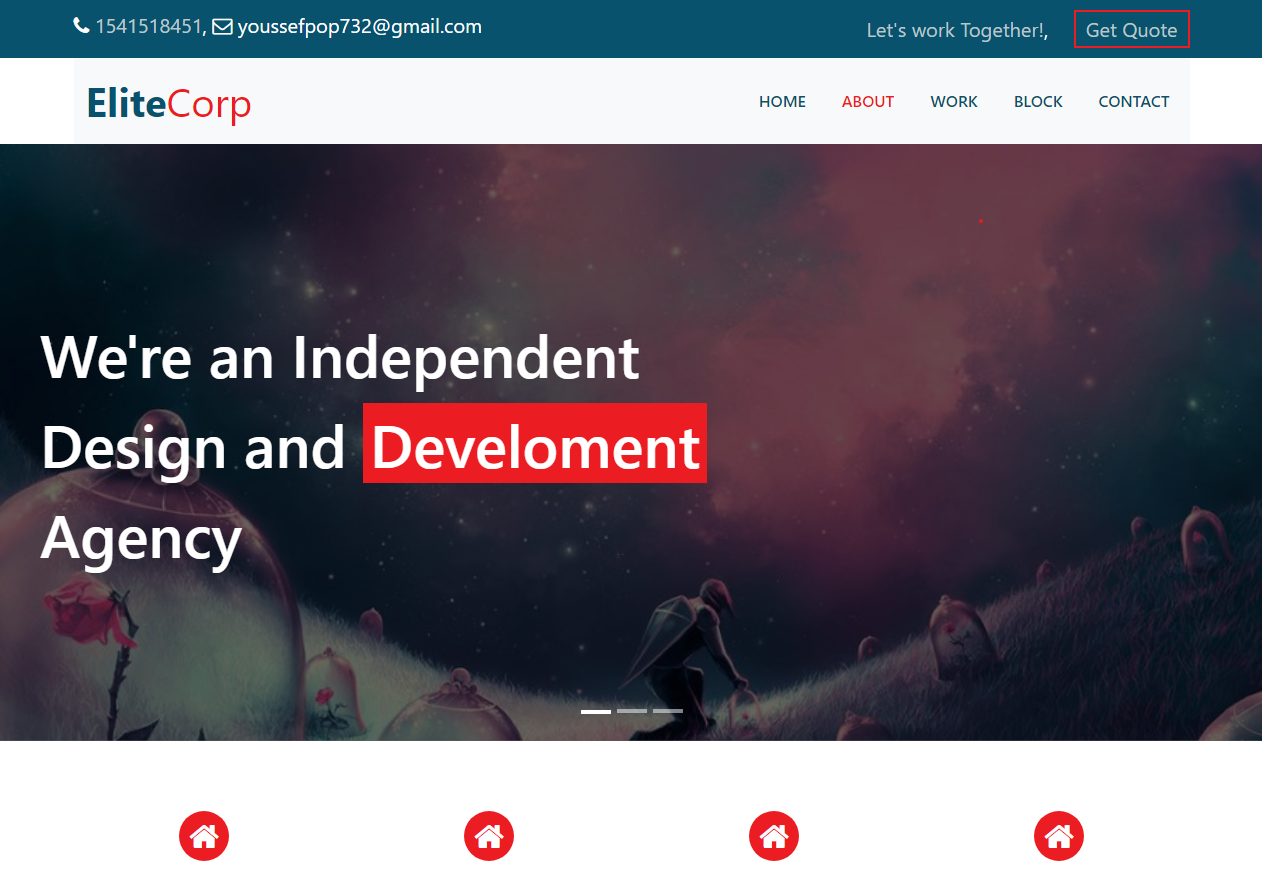 1541518451, youssefpop732@gmail.com
Let's work Together!, Get Quote
EliteCorp
HOME ABOUT WORK BLOCK CONTACT
We're an Independent
Design and Develoment
Agency